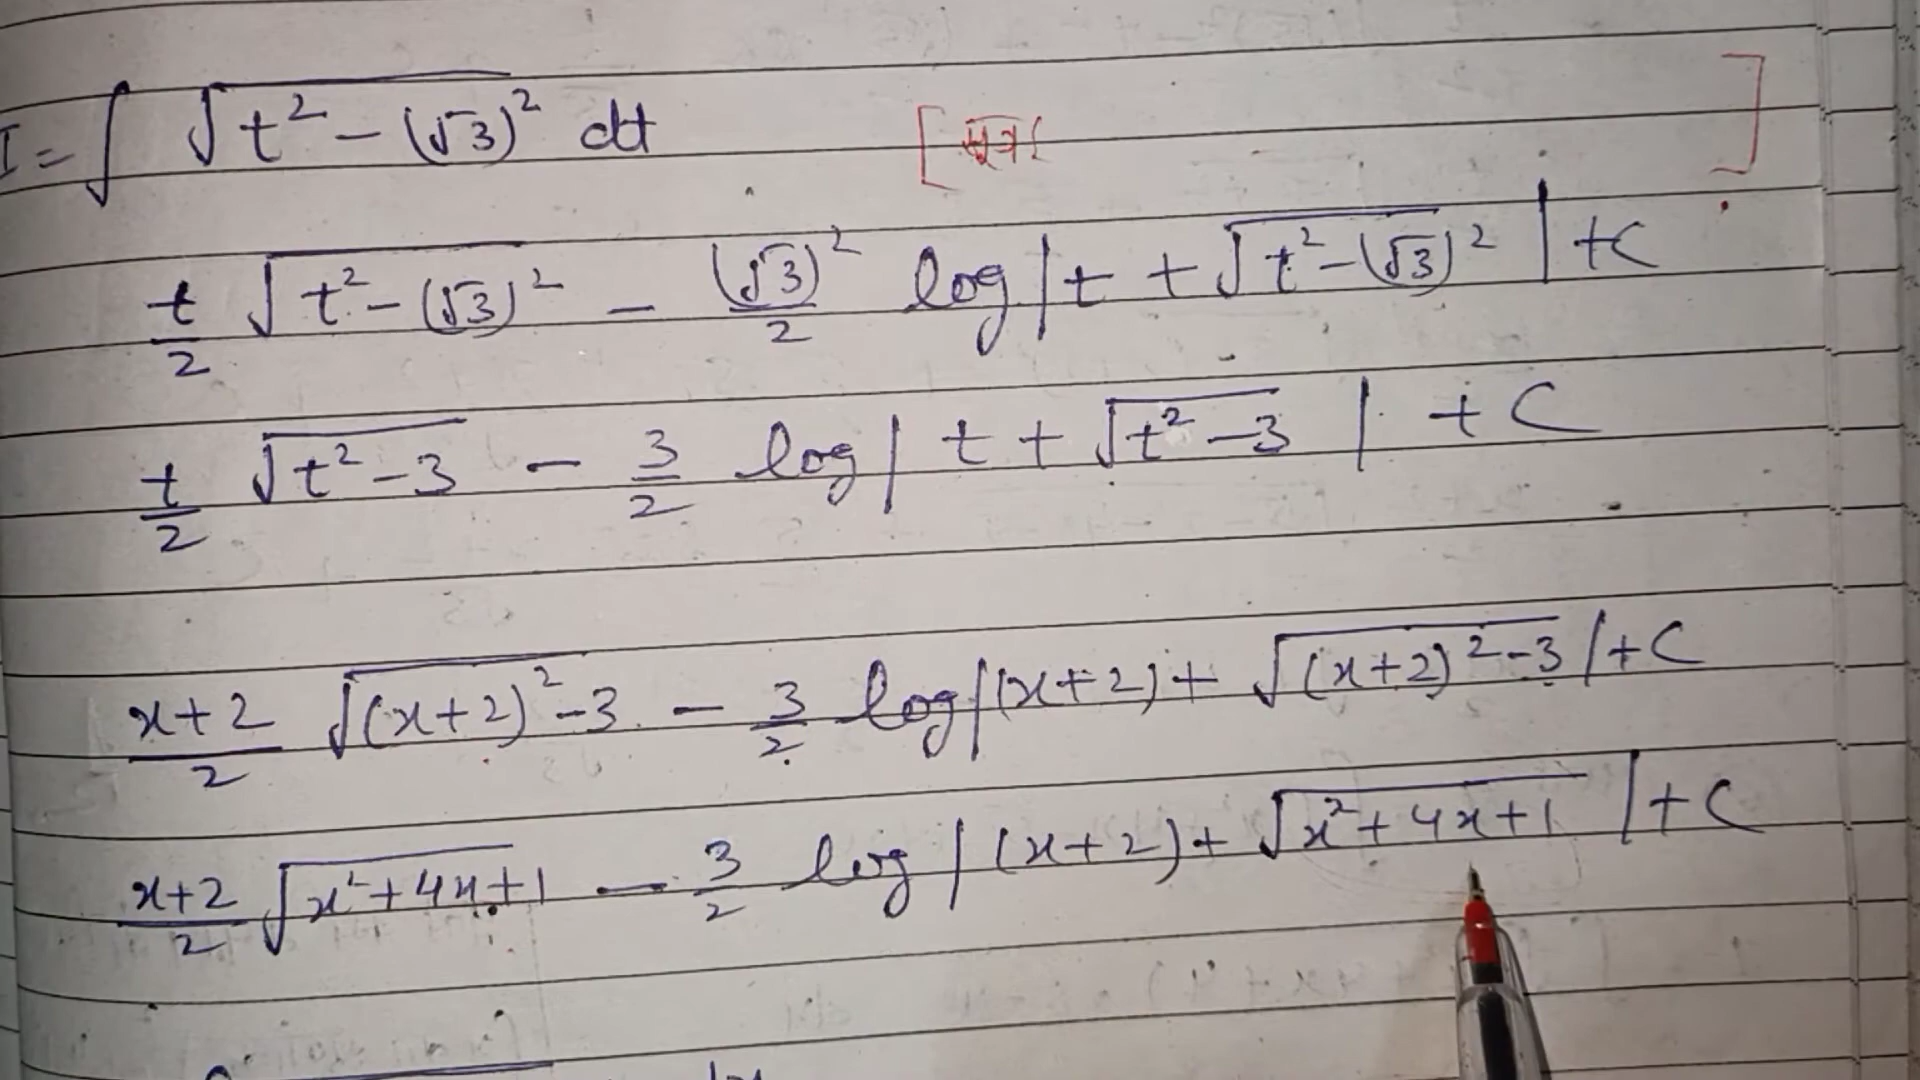 I = ∫ √(t² - (√3)²) dt [सूत्र ]
t/2 √(t² - (√3)²) - (√3)²/2 log |t + √(t² - (√3)²)| + C
t/2 √(t² - 3) - 3/2 log | t + √(t² - 3) | + C
x+2/2 √((x+2)² - 3) - 3/2 log |(x+2) + √((x+2)² - 3)| + C
x+2/2 √(x² + 4x + 1) - 3/2 log | (x+2) + √(x² + 4x + 1) | + C